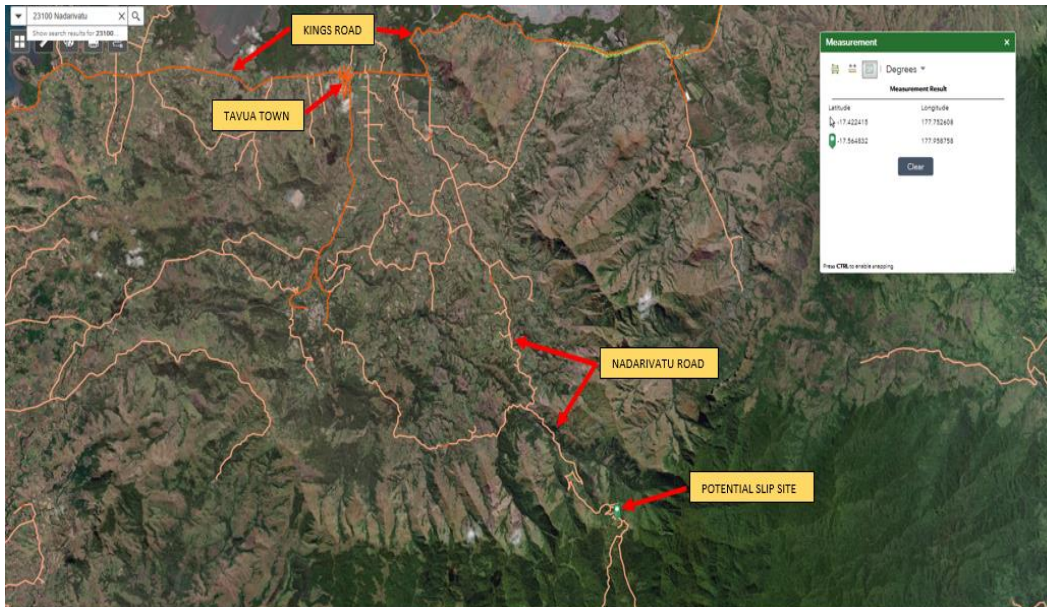 23100 Nadarivatu
Show search results for 23100...
KINGS ROAD
TAVUA TOWN
NADARIVATU ROAD
POTENTIAL SLIP SITE
Measurement
Degrees
Measurement Result
Latitude Longitude
-17.422415 177.752608
-17.564832 177.958758
Clear
Press CTRL to enable snapping